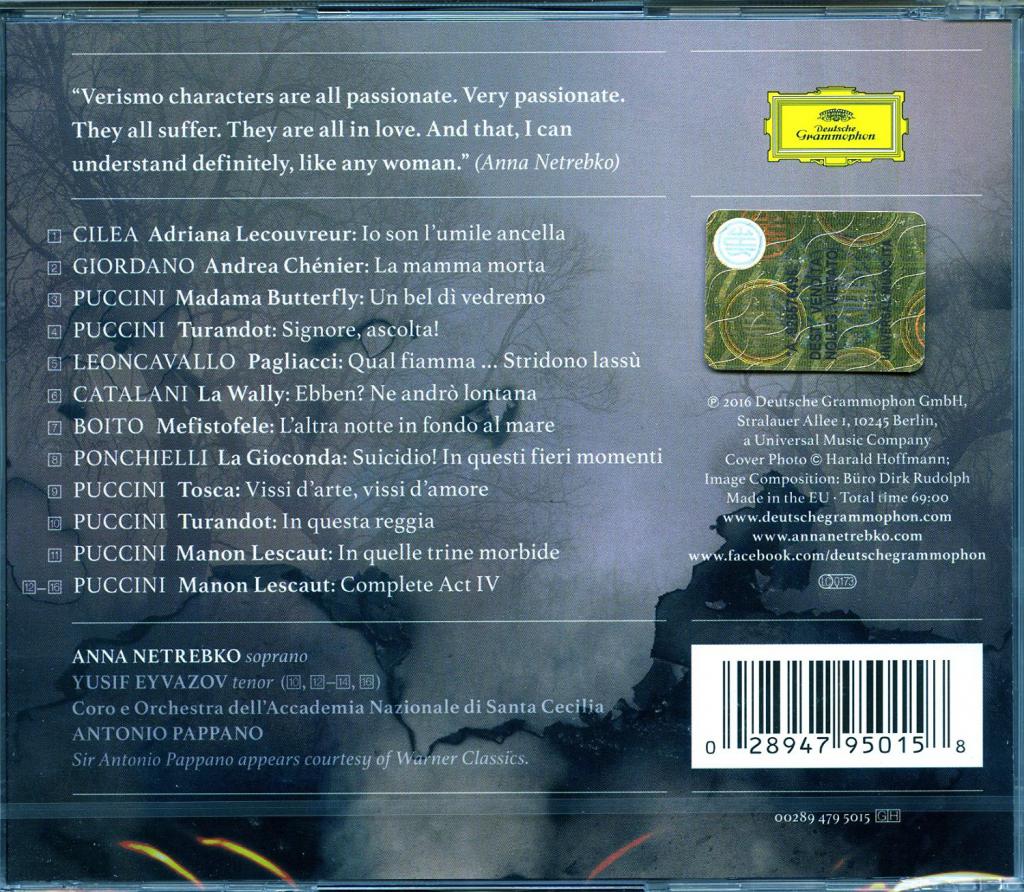 “Verismo characters are all passionate. Very passionate.
They all suffer. They are all in love. And that, I can
understand definitely, like any woman.” (Anna Netrebko)
Deutsche
Grammophon
1 CILEA Adriana Lecouvreur: Io son l’umile ancella
2 GIORDANO Andrea Chénier: La mamma morta
3 PUCCINI Madama Butterfly: Un bel dì vedremo
4 PUCCINI Turandot: Signore, ascolta!
5 LEONCAVALLO Pagliacci: Qual fiamma ... Stridono lassù
6 CATALANI La Wally: Ebben? Ne andrò lontana
7 BOITO Mefistofele: L’altra notte in fondo al mare
8 PONCHIELLI La Gioconda: Suicidio! In questi fieri momenti
9 PUCCINI Tosca: Vissi d’arte, vissi d’amore
10 PUCCINI Turandot: In questa reggia
11 PUCCINI Manon Lescaut: In quelle trine morbide
12–16 PUCCINI Manon Lescaut: Complete Act IV
ANNA NETREBKO soprano
YUSIF EYVAZOV tenor (10, 12–14, 16)
Coro e Orchestra dell’Accademia Nazionale di Santa Cecilia
ANTONIO PAPPANO
Sir Antonio Pappano appears courtesy of Warner Classics.
NOLEG. VIETATO
℗ 2016 Deutsche Grammophon GmbH,
Stralauer Allee 1, 10245 Berlin,
a Universal Music Company
Cover Photo © Harald Hoffmann;
Image Composition: Büro Dirk Rudolph
Made in the EU · Total time 69:00
www.deutschegrammophon.com
www.annanetrebko.com
www.facebook.com/deutschegrammophon
LC 0173
0 28947 95015 8
00289 479 5015 GH